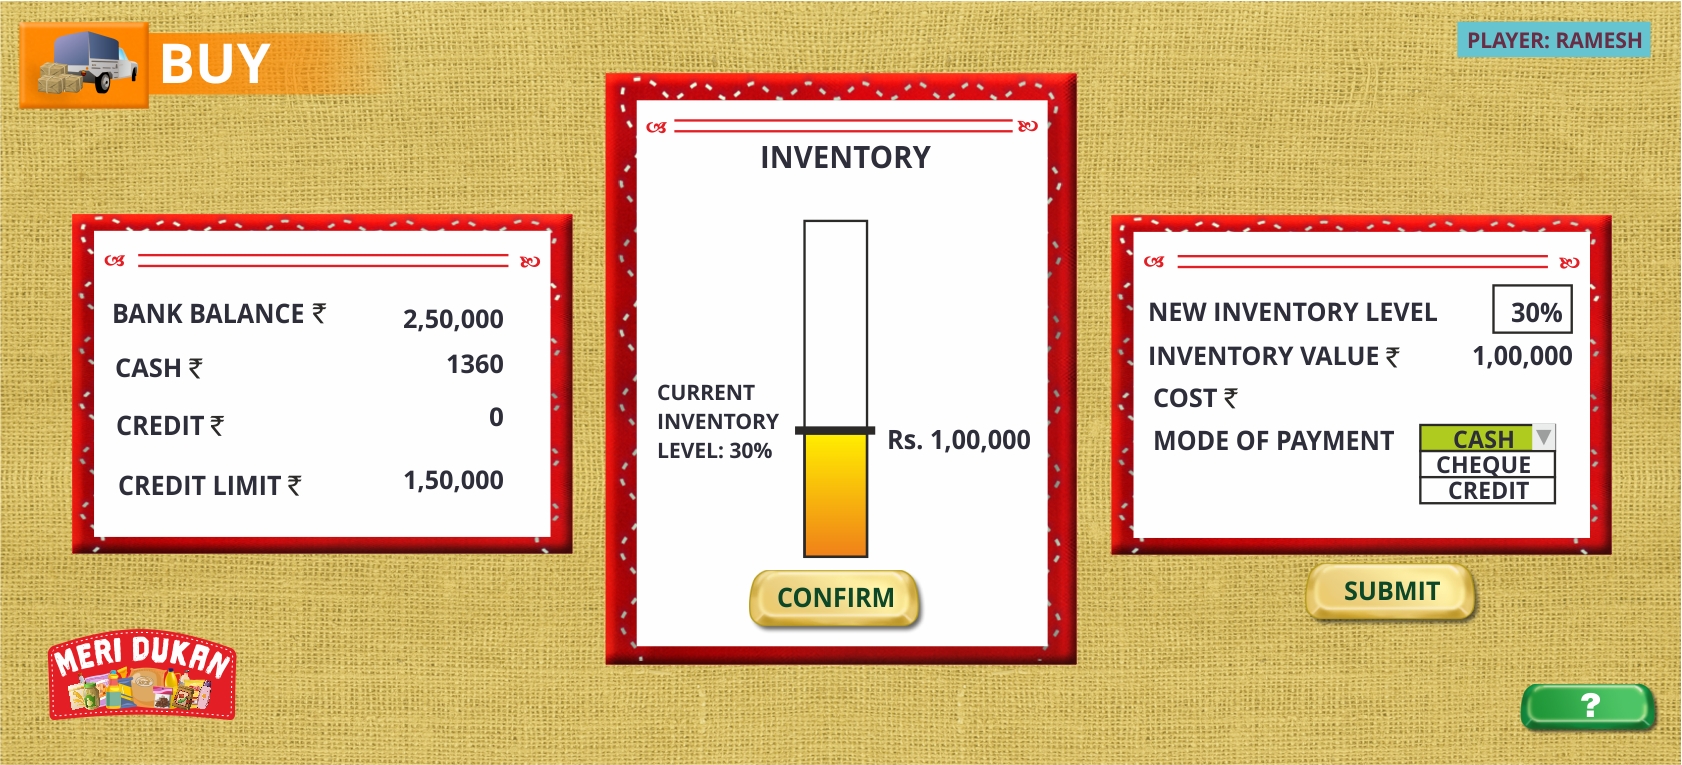 BUY
PLAYER: RAMESH
BANK BALANCE ₹ 2,50,000
CASH ₹ 1360
CREDIT ₹ 0
CREDIT LIMIT ₹ 1,50,000
INVENTORY
CURRENT
INVENTORY
LEVEL: 30%
Rs. 1,00,000
CONFIRM
NEW INVENTORY LEVEL 30%
INVENTORY VALUE ₹ 1,00,000
COST ₹
MODE OF PAYMENT CASH
CHEQUE
CREDIT
SUBMIT
MERI DUKAN
?